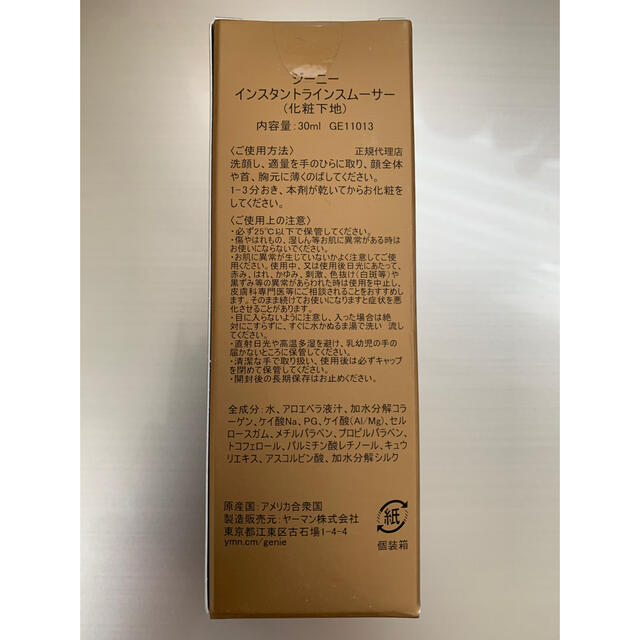 ジーニー
インスタントラインスムーサー
(化粧下地)
内容量:30ml GE11013
〈ご使用方法〉 正規代理店
洗顔し、適量を手のひらに取り、顔全体
や首、胸元に薄くのばしてください。
1-3分おき、本剤が乾いてからお化粧を
してください。
〈ご使用上の注意〉
・必ず25℃以下で保管してください。
・傷やはれもの、湿しん等お肌に異常がある時は
お使いにならないでください。
・お肌に異常が生じていないかよく注意してご使
用ください。使用中、又は使用後日光にあたって、
赤み、はれ、かゆみ、刺激、色抜け(白斑等)や
黒ずみ等の異常があらわれた時は使用を中止し、
皮膚科専門医等にご相談されることをおすすめし
ます。そのまま続けてお使いになりますと症状を悪
化させることがあります。
・目に入らないように注意し、入った場合は絶
対にこすらずに、すぐに水かぬるま湯で洗い 流し
てください。
・直射日光や高温多湿を避け、乳幼児の手の
届かないところに保管してください。
・清潔な手で取り扱い、使用後は必ずキャップ
を閉めて保管してください。
・開封後の長期保存はお止めください。
全成分:水、アロエベラ液汁、加水分解コラ
ーゲン、ケイ酸Na、PG、ケイ酸(Al/Mg)、セル
ロースガム、メチルパラベン、プロピルパラベン、
トコフェロール、パルミチン酸レチノール、キュウ
リエキス、アスコルビン酸、加水分解シルク
原産国:アメリカ合衆国
製造販売元:ヤーマン株式会社
東京都江東区古石場1-4-4
ymn.cm/genie
紙
個装箱